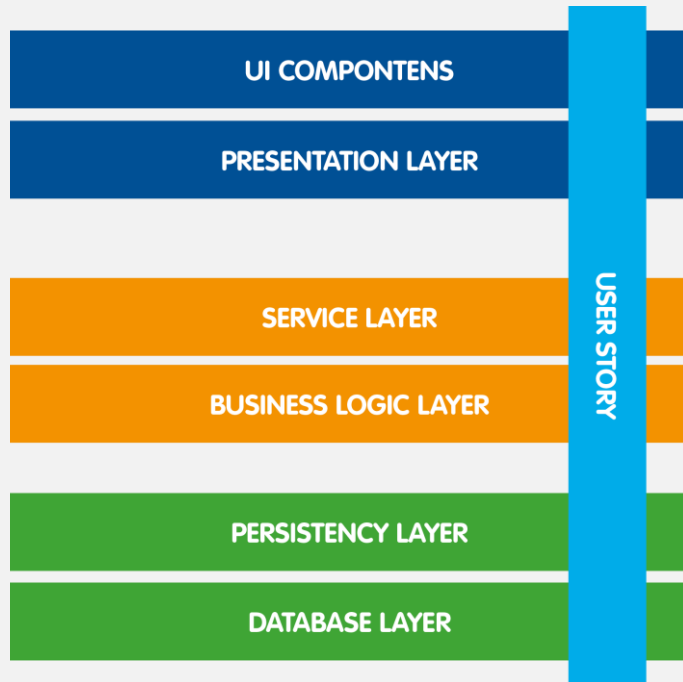 UI COMPONTENS
PRESENTATION LAYER
SERVICE LAYER
BUSINESS LOGIC LAYER
PERSISTENCY LAYER
DATABASE LAYER
USER STORY